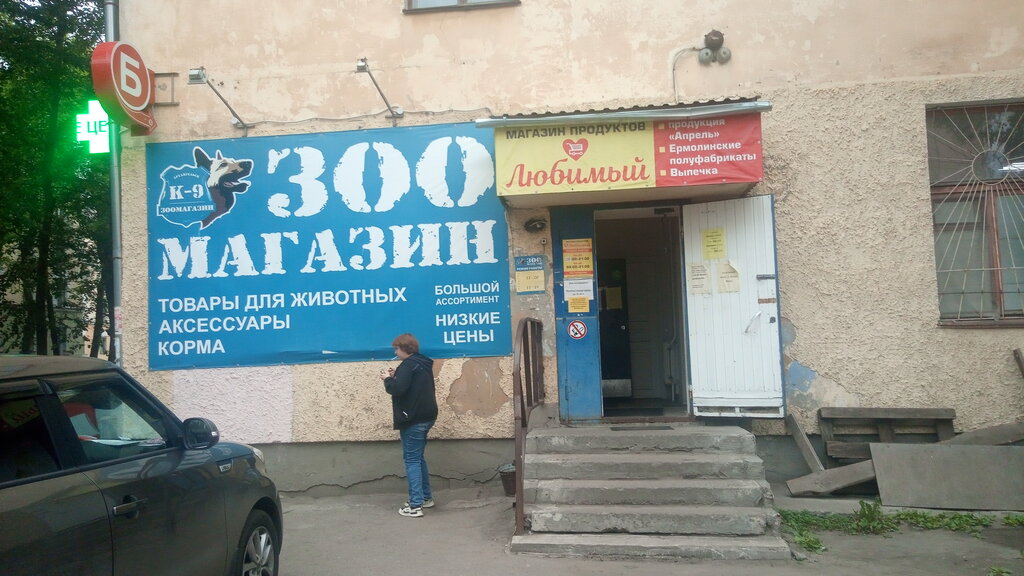 Б
ЗОО
МАГАЗИН
К-9
ЗООМАГАЗИН
ТОВАРЫ ДЛЯ ЖИВОТНЫХ
АКСЕССУАРЫ
КОРМА
БОЛЬШОЙ
АССОРТИМЕНТ
НИЗКИЕ
ЦЕНЫ
МАГАЗИН ПРОДУКТОВ
Любимый
продукция
«Апрель»
Ермолинские
полуфабрикаты
Выпечка
ЗОО